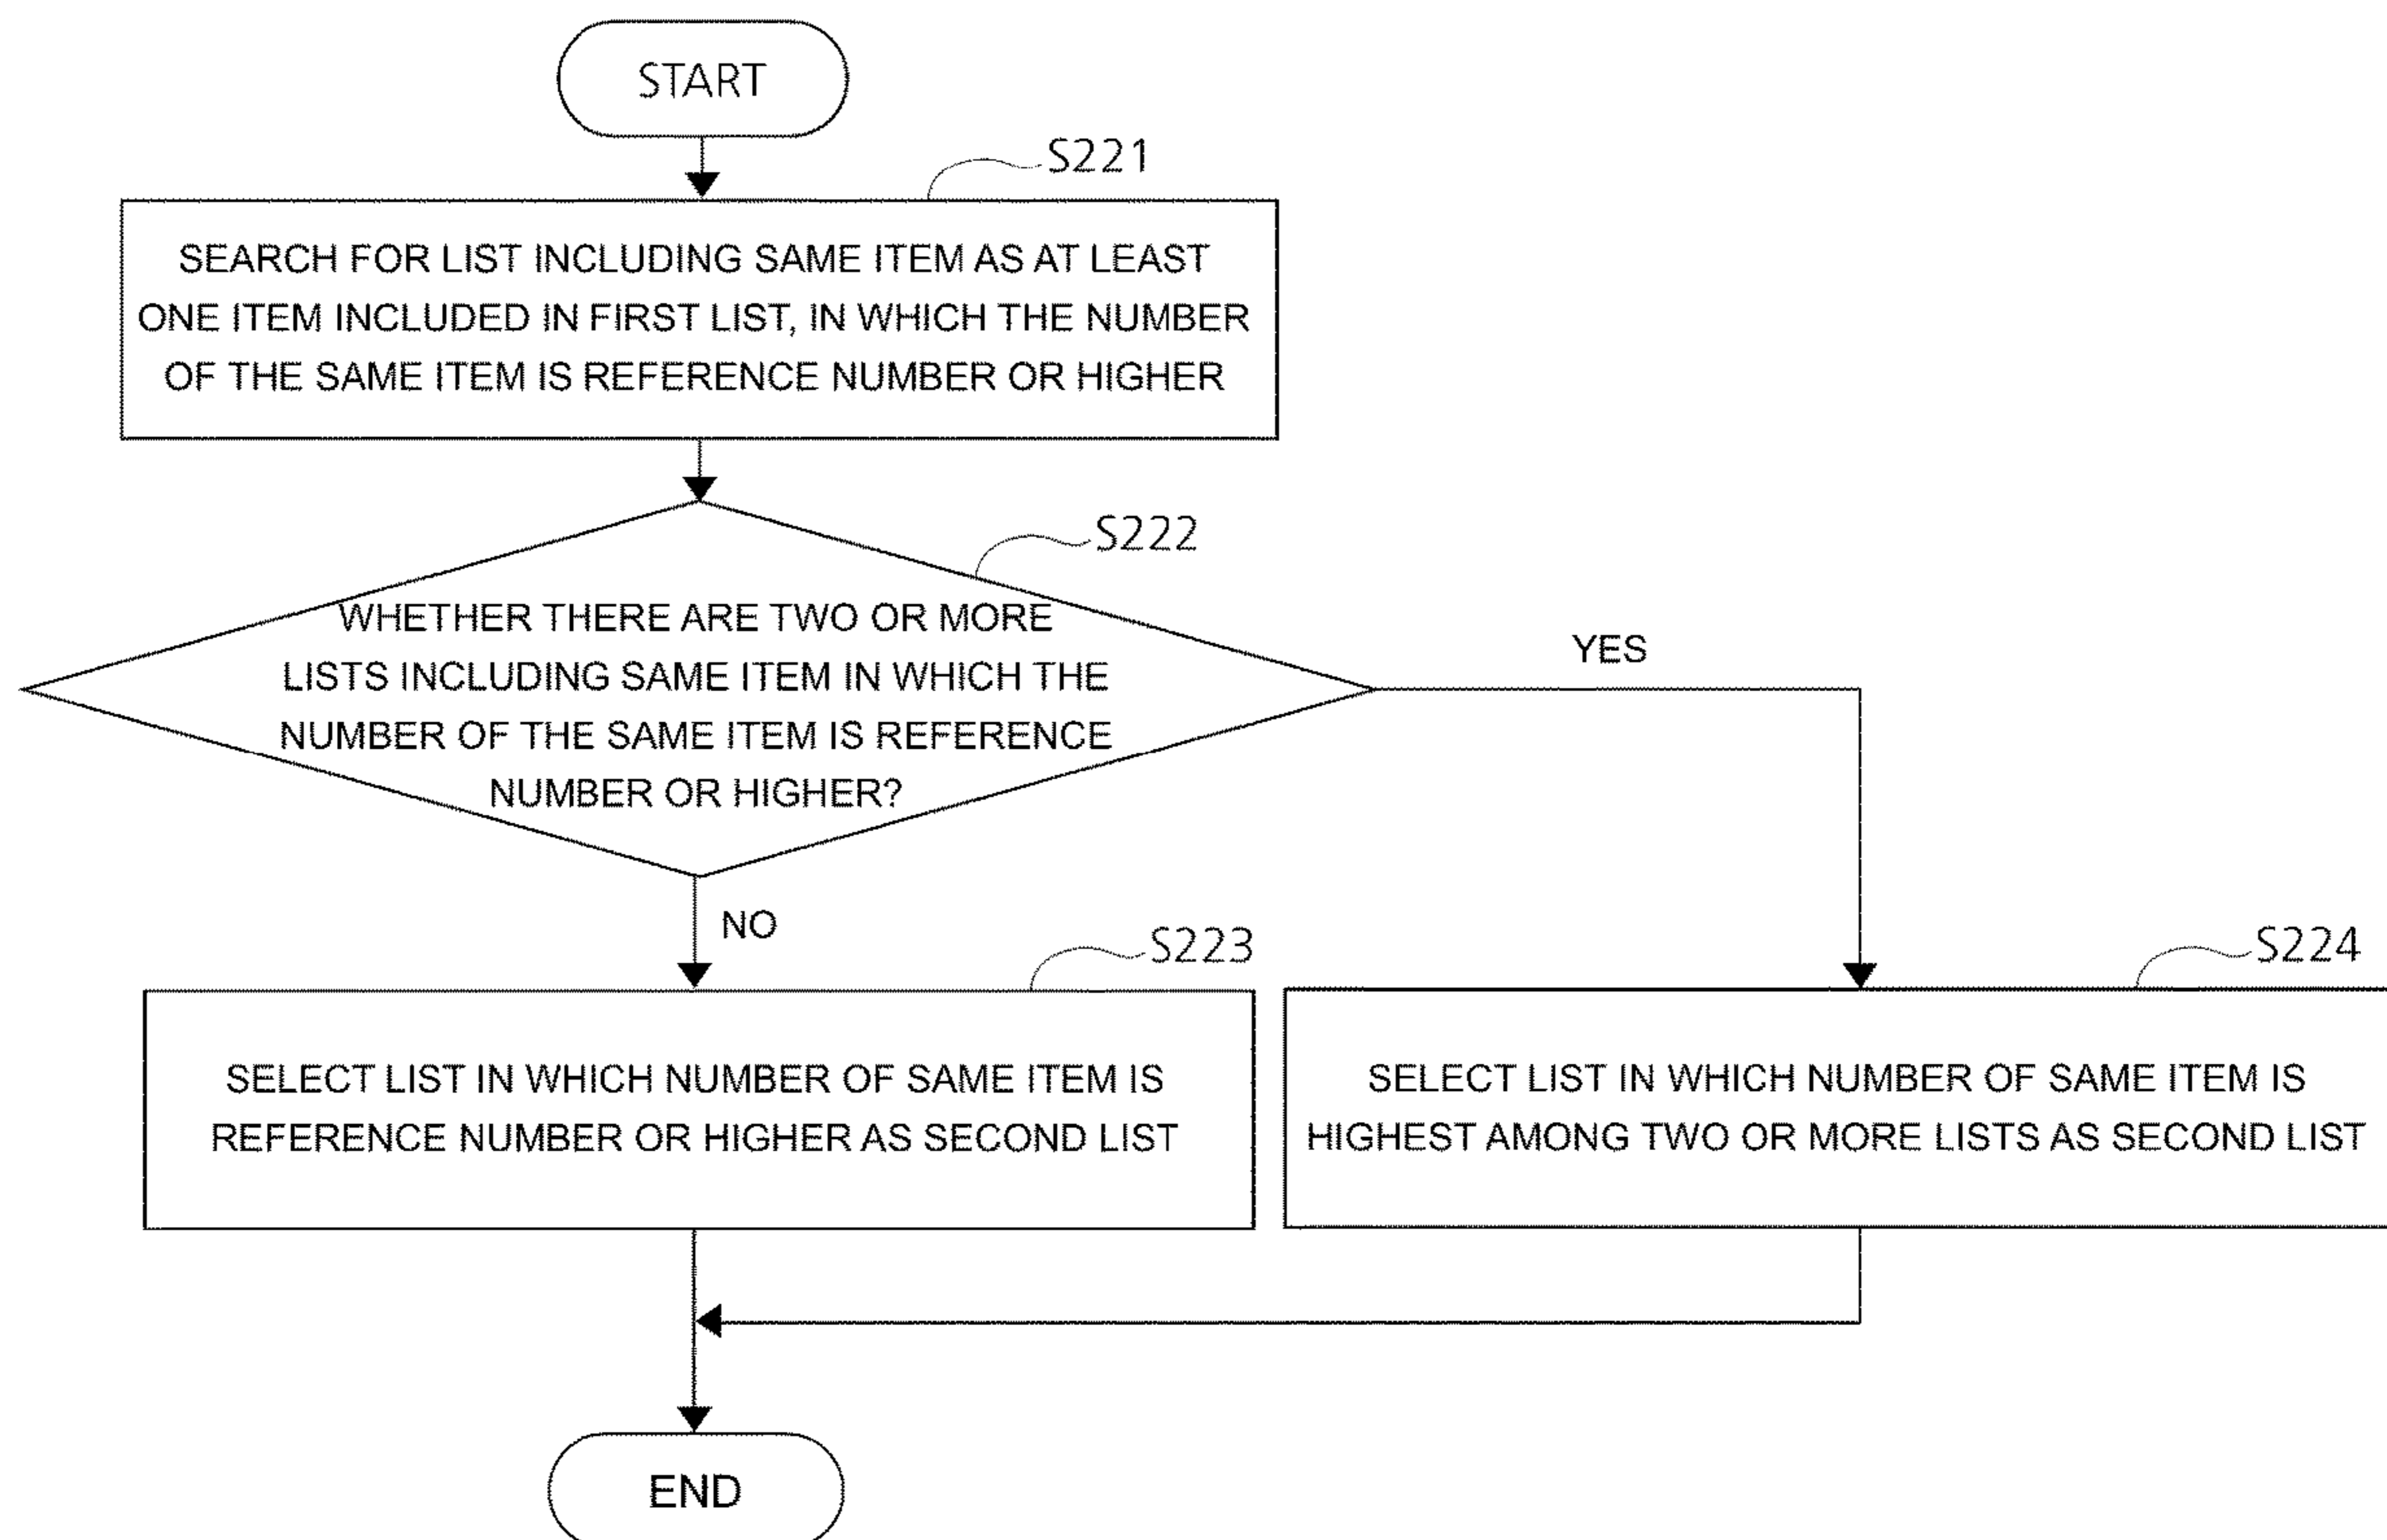 START
S221
SEARCH FOR LIST INCLUDING SAME ITEM AS AT LEAST
ONE ITEM INCLUDED IN FIRST LIST, IN WHICH THE NUMBER
OF THE SAME ITEM IS REFERENCE NUMBER OR HIGHER
S222
WHETHER THERE ARE TWO OR MORE
LISTS INCLUDING SAME ITEM IN WHICH THE
NUMBER OF THE SAME ITEM IS REFERENCE
NUMBER OR HIGHER?
YES
NO
S223
SELECT LIST IN WHICH NUMBER OF SAME ITEM IS
REFERENCE NUMBER OR HIGHER AS SECOND LIST
S224
SELECT LIST IN WHICH NUMBER OF SAME ITEM IS
HIGHEST AMONG TWO OR MORE LISTS AS SECOND LIST
END